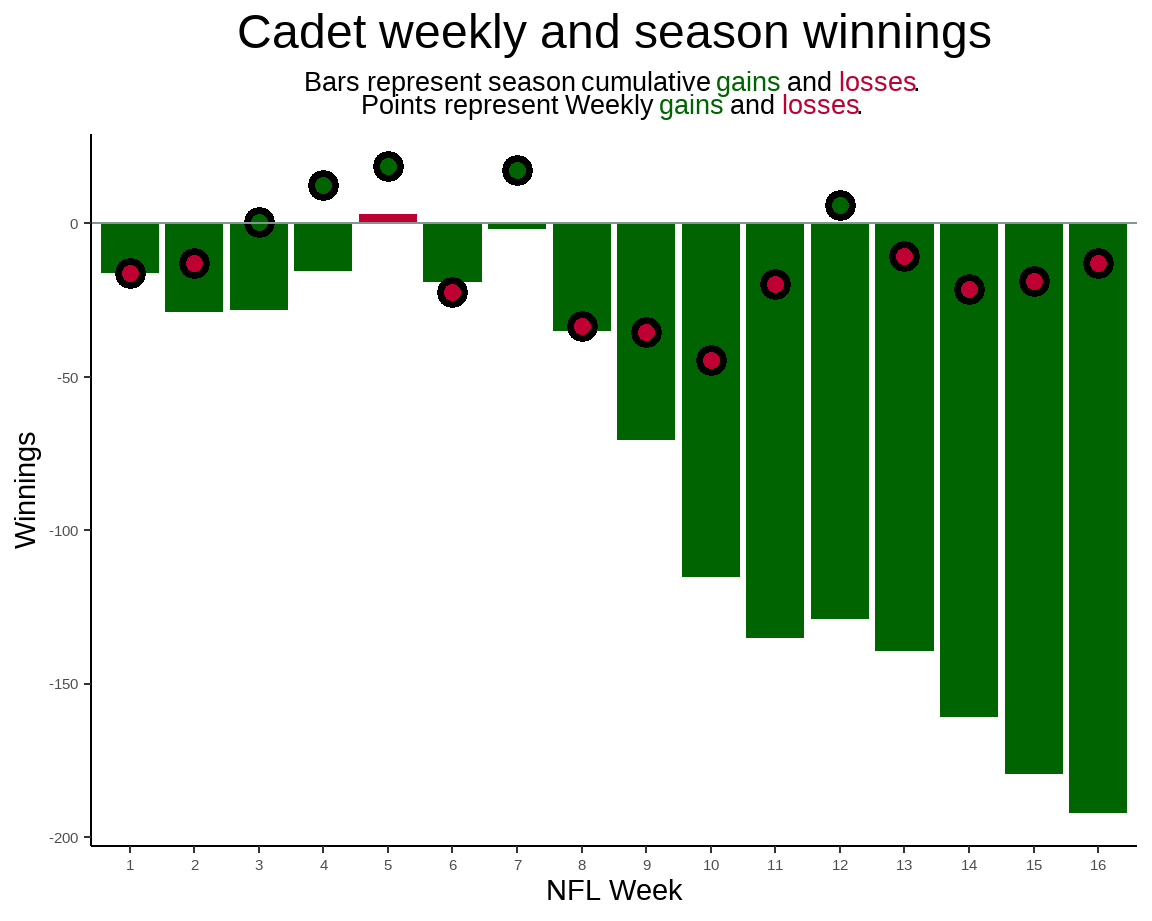 Cadet weekly and season winnings
Bars represent season cumulative gains and losses.
Points represent Weekly gains and losses.
Winnings
0
-50
-100
-150
-200
1 2 3 4 5 6 7 8 9 10 11 12 13 14 15 16
NFL Week